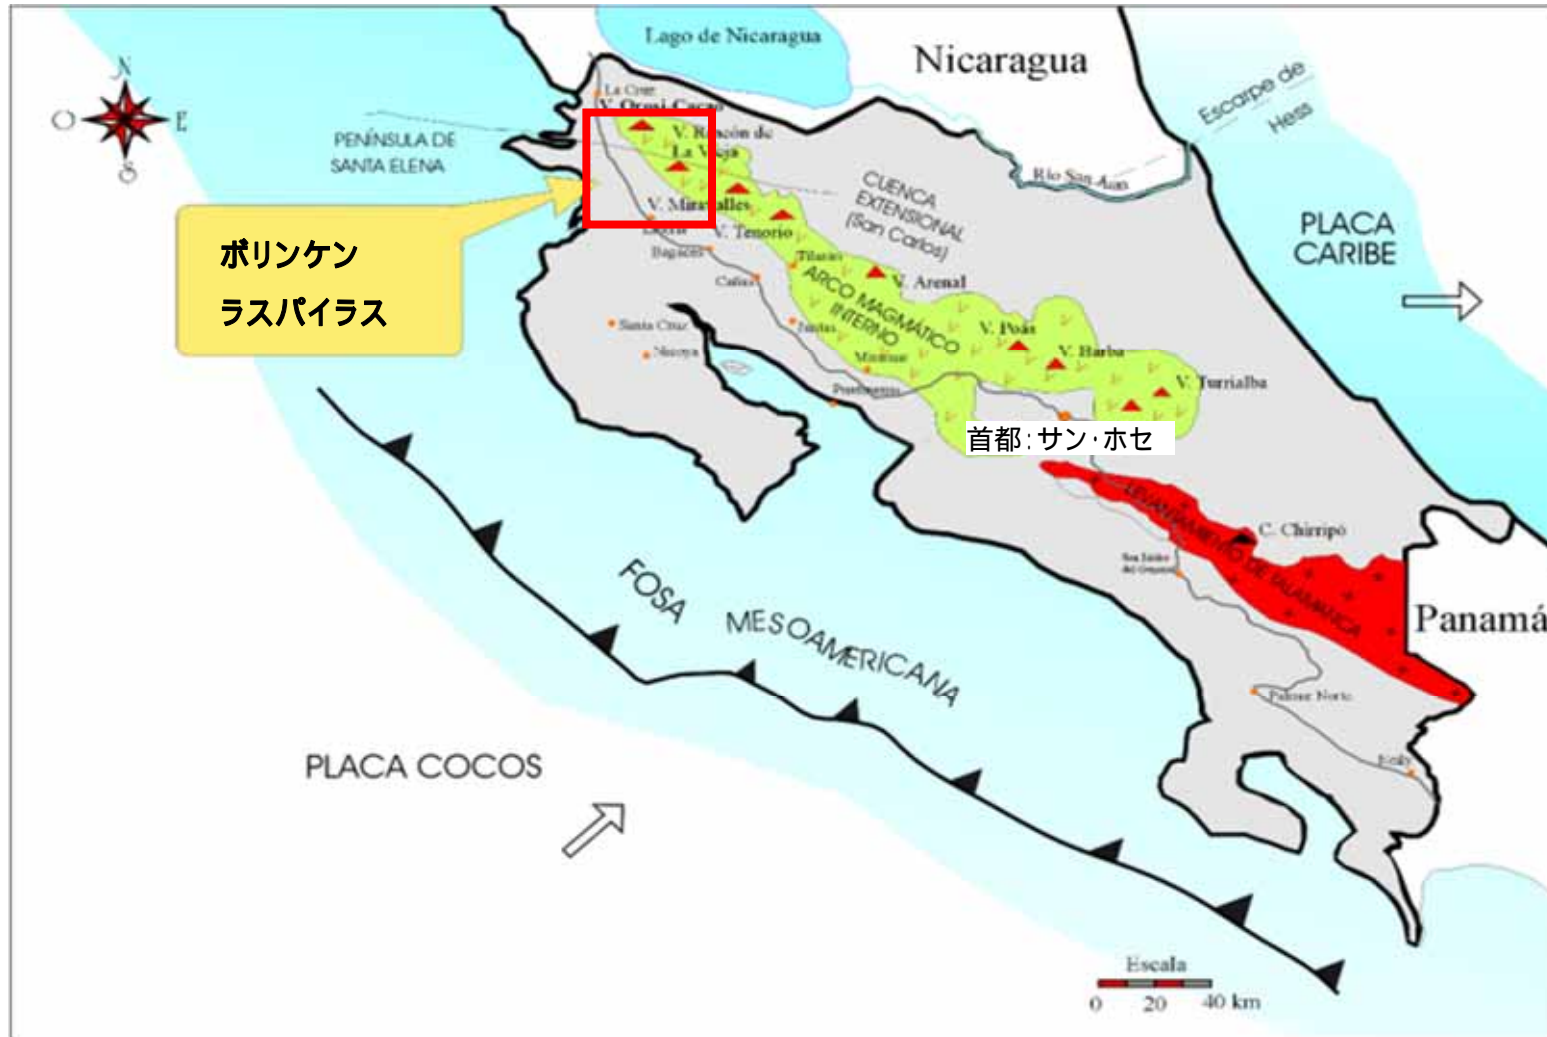 Lago de Nicaragua
Nicaragua
N
O
E
S
Escarpe de
Hess
La Cruz
V. Orosi-Cacao
PENÍNSULA DE
SANTA ELENA
V. Rincón de
La Vieja
Río San Juan
CUENCA
EXTENSIONAL
(San Carlos)
PLACA
CARIBE
ボリンケン
ラスパイラス
V. Miravalles
V. Tenorio
Bagaces
Tilarán
Cañas
V. Arenal
ARCO MAGMÁTICO
INTERNO
Santa Cruz
Nicoya
Juntas
Miramar
V. Poás
V. Barba
V. Turrialba
Puntarenas
首都:サン・ホセ
LEVANTAMIENTO DE TALAMANCA
C. Chirripó
San Isidro
del General
Panamá
FOSA MESOAMERICANA
Palmar Norte
PLACA COCOS
Escala
0 20 40 km